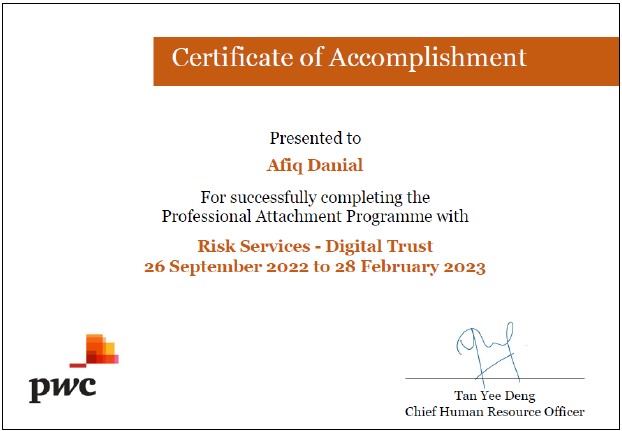 Certificate of Accomplishment
Presented to
Afiq Danial
For successfully completing the
Professional Attachment Programme with
Risk Services - Digital Trust
26 September 2022 to 28 February 2023
pwc
Tan Yee Deng
Chief Human Resource Officer